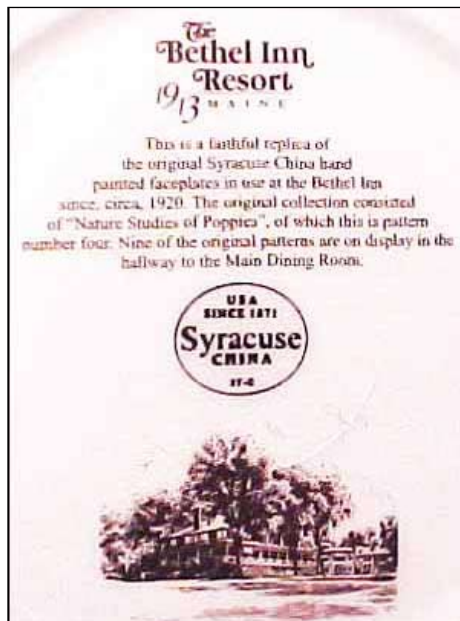 The
Bethel Inn
Resort
1913 MAINE
This is a faithful replica of
the original Syracuse China hand
painted faceplates in use at the Bethel Inn
since, circa, 1920. The original collection consisted
of "Nature Studies of Poppies", of which this is pattern
number four. Nine of the original patterns are on display in the
hallway to the Main Dining Room.
USA
SINCE 1871
Syracuse
CHINA